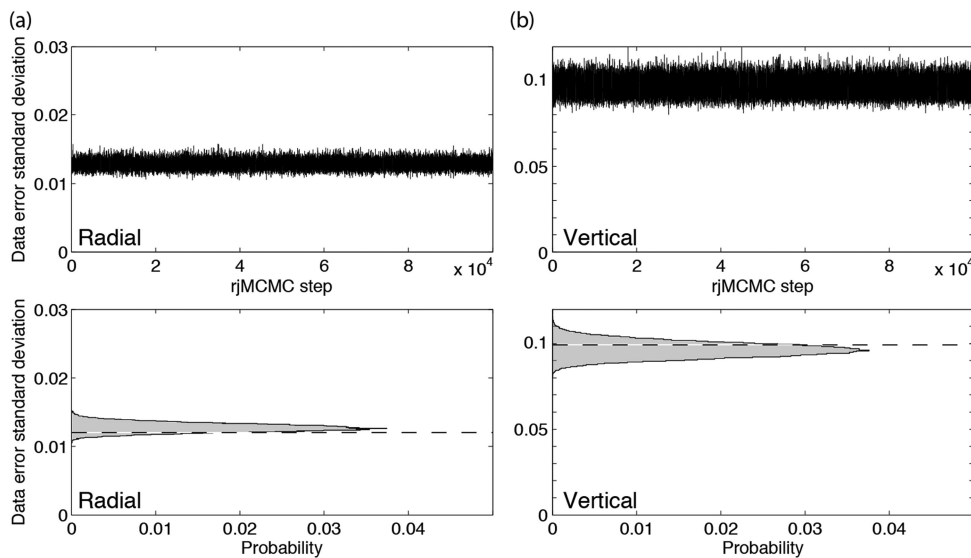 (a)
(b)
Data error standard deviation
0.03
0.02
0.01
0
Radial
0 2 4 6 8 x 10^4
rjMCMC step
0.1
0.05
0
Vertical
0 2 4 6 8 x 10^4
rjMCMC step
Data error standard deviation
0.03
0.02
0.01
0
Radial
0 0.01 0.02 0.03 0.04
Probability
0.1
0.05
0
Vertical
0 0.01 0.02 0.03 0.04
Probability